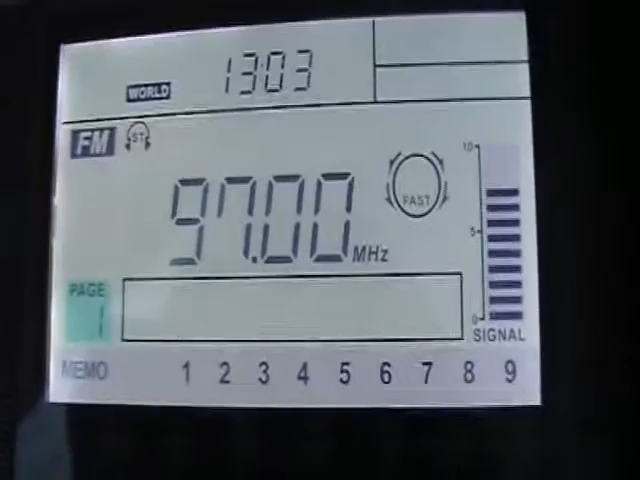 WORLD 13:03
FM ST
97.00 MHz
FAST
10
5
0
SIGNAL
PAGE
1
MEMO 1 2 3 4 5 6 7 8 9